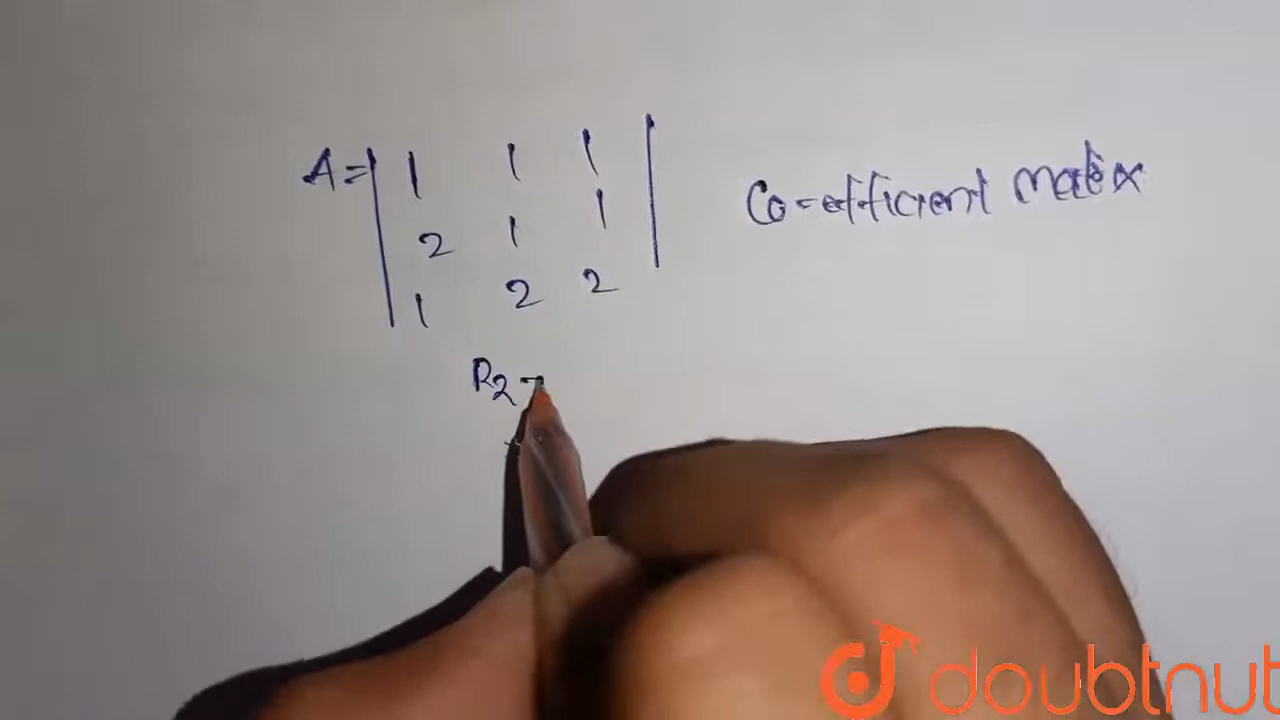 A = | 1 1 1 | Co-efficient matrix
2 1 1
1 2 2
R2 -
doubtnut